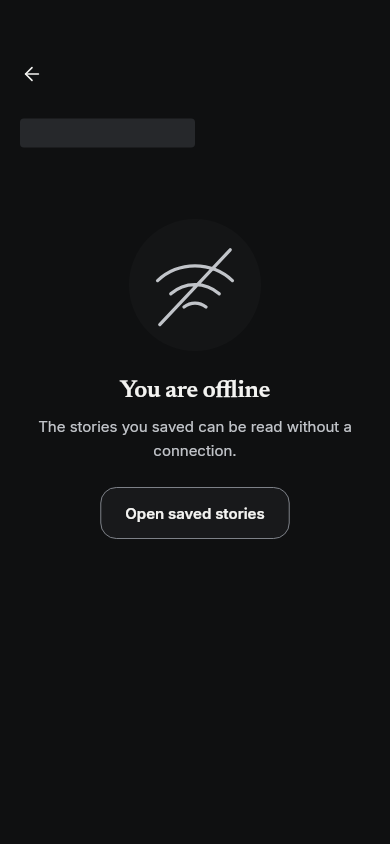 You are offline
The stories you saved can be read without a
connection.
Open saved stories